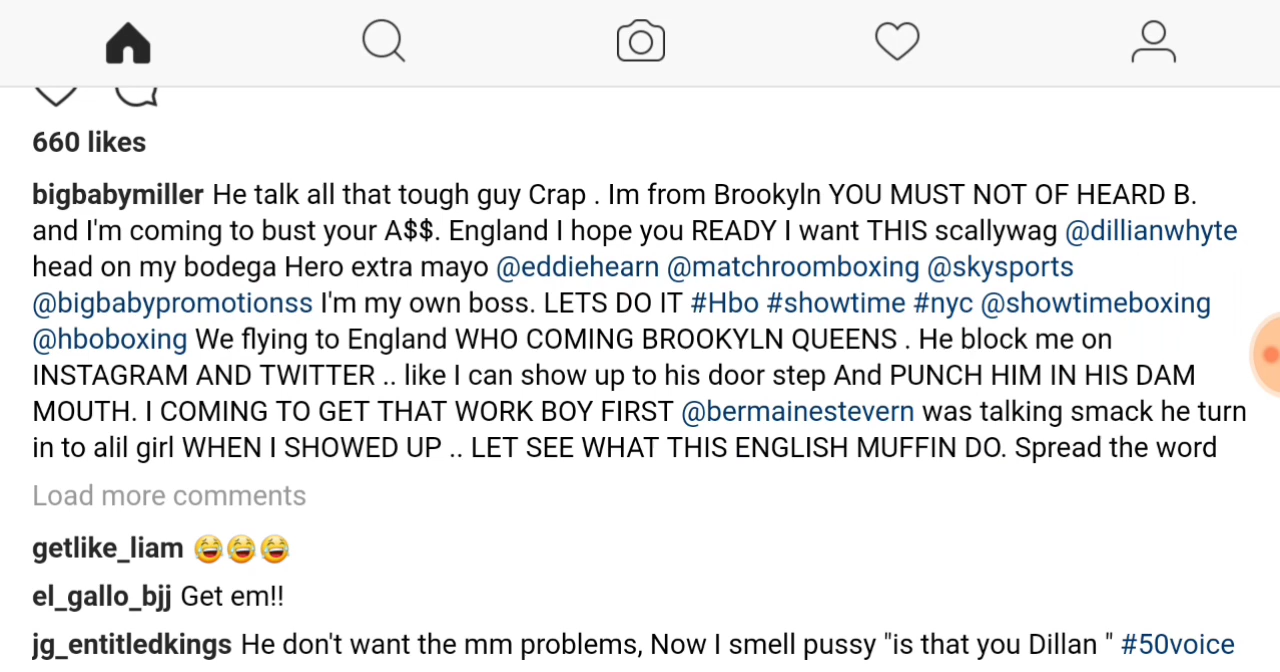 660 likes
bigbabymiller He talk all that tough guy Crap . Im from Brookyln YOU MUST NOT OF HEARD B.
and I'm coming to bust your A$$. England I hope you READY I want THIS scallywag @dillianwhyte
head on my bodega Hero extra mayo @eddiehearn @matchroomboxing @skysports
@bigbabypromotionss I'm my own boss. LETS DO IT #Hbo #showtime #nyc @showtimeboxing
@hboboxing We flying to England WHO COMING BROOKYLN QUEENS . He block me on
INSTAGRAM AND TWITTER .. like I can show up to his door step And PUNCH HIM IN HIS DAM
MOUTH. I COMING TO GET THAT WORK BOY FIRST @bermainestevern was talking smack he turn
in to alil girl WHEN I SHOWED UP .. LET SEE WHAT THIS ENGLISH MUFFIN DO. Spread the word
Load more comments
getlike_liam 😂😂😂
el_gallo_bjj Get em!!
jg_entitledkings He don't want the mm problems, Now I smell pussy "is that you Dillan " #50voice